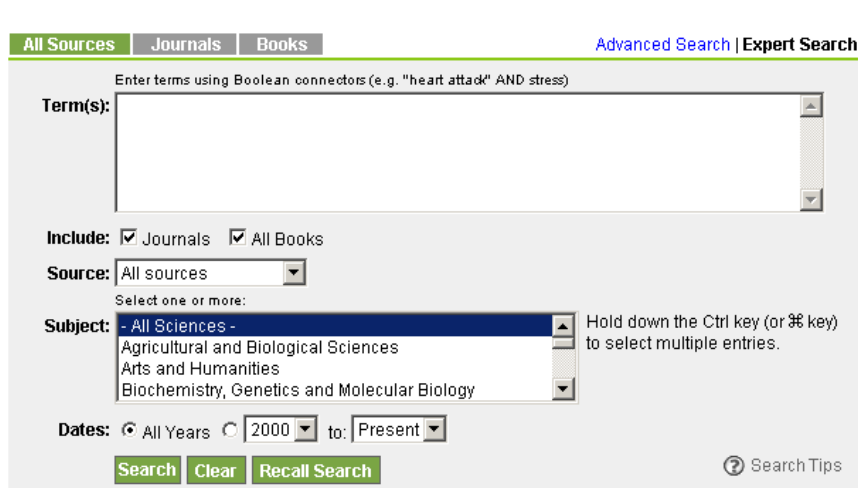 All Sources Journals Books Advanced Search | Expert Search
Enter terms using Boolean connectors (e.g. "heart attack" AND stress)
Term(s):
Include: Journals All Books
Source: All sources
Select one or more:
Subject: - All Sciences - Hold down the Ctrl key (or ⌘ key)
Agricultural and Biological Sciences to select multiple entries.
Arts and Humanities
Biochemistry, Genetics and Molecular Biology
Dates: All Years 2000 to: Present
Search Clear Recall Search ? Search Tips